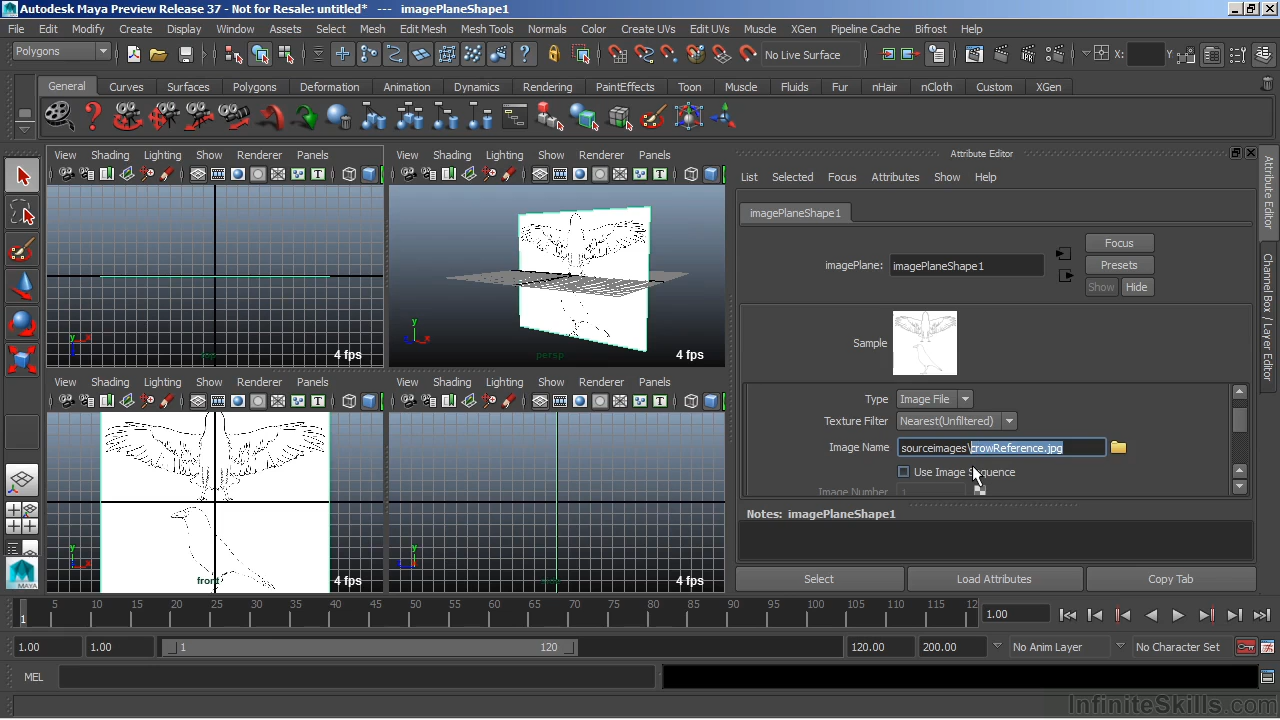 Autodesk Maya Preview Release 37 - Not for Resale: untitled*   ---   imagePlaneShape1
File Edit Modify Create Display Window Assets Select Mesh Edit Mesh Mesh Tools Normals Color Create UVs Edit UVs Muscle XGen Pipeline Cache Bifrost Help
Polygons No Live Surface X: Y:
General Curves Surfaces Polygons Deformation Animation Dynamics Rendering PaintEffects Toon Muscle Fluids Fur nHair nCloth Custom XGen
View Shading Lighting Show Renderer Panels
View Shading Lighting Show Renderer Panels
Attribute Editor
List Selected Focus Attributes Show Help
imagePlaneShape1
imagePlane: imagePlaneShape1
Focus
Presets
Show Hide
Sample
y x
top
4 fps
y x
persp
4 fps
View Shading Lighting Show Renderer Panels
View Shading Lighting Show Renderer Panels
Type Image File
Texture Filter Nearest(Unfiltered)
Image Name sourceimages\crowReference.jpg
Use Image Sequence
Image Number 1
Notes: imagePlaneShape1
y x
front
4 fps
y
4 fps
Select Load Attributes Copy Tab
Attribute Editor
Channel Box / Layer Editor
MAYA
1 5 10 15 20 25 30 35 40 45 50 55 60 65 70 75 80 85 90 95 100 105 110 115 12
1.00
1.00 1.00 1 120 120.00 200.00 No Anim Layer No Character Set
MEL
InfiniteSkills.com